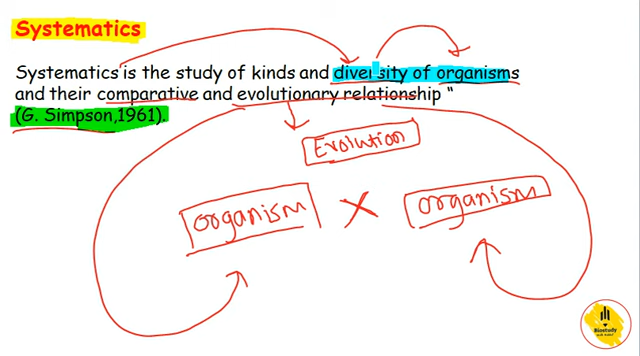 Systematics
Systematics is the study of kinds and diversity of organisms
and their comparative and evolutionary relationship “
(G. Simpson,1961).
Evolution
organism X organism
Biostudy